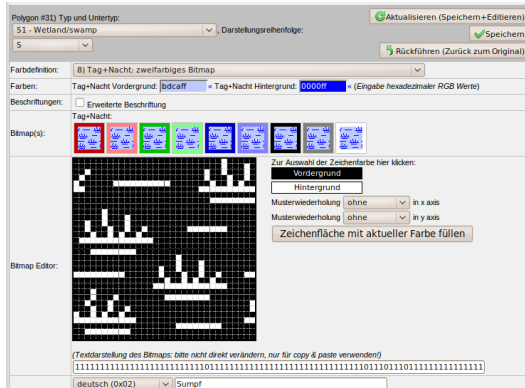 Polygon #31) Typ und Untertyp:
51 - Wetland/swamp
, Darstellungsreihenfolge:
5
Aktualisieren (Speichern+Editieren)
Speichern
Rückführen (Zurück zum Original)
Farbdefinition:
8) Tag+Nacht: zweifarbiges Bitmap
Farben:
Tag+Nacht Vordergrund: bdcaff « Tag+Nacht Hintergrund: 0000ff « (Eingabe hexadezimaler RGB Werte)
Beschriftungen:
Erweiterte Beschriftung
Bitmap(s):
Tag+Nacht:
Bitmap Editor:
Zur Auswahl der Zeichenfarbe hier klicken:
Vordergrund
Hintergrund
Musterwiederholung ohne in x axis
Musterwiederholung ohne in y axis
Zeichenfläche mit aktueller Farbe füllen
(Textdarstellung des Bitmaps: bitte nicht direkt verändern, nur für copy & paste verwenden!)
deutsch (0x02)
Sumpf